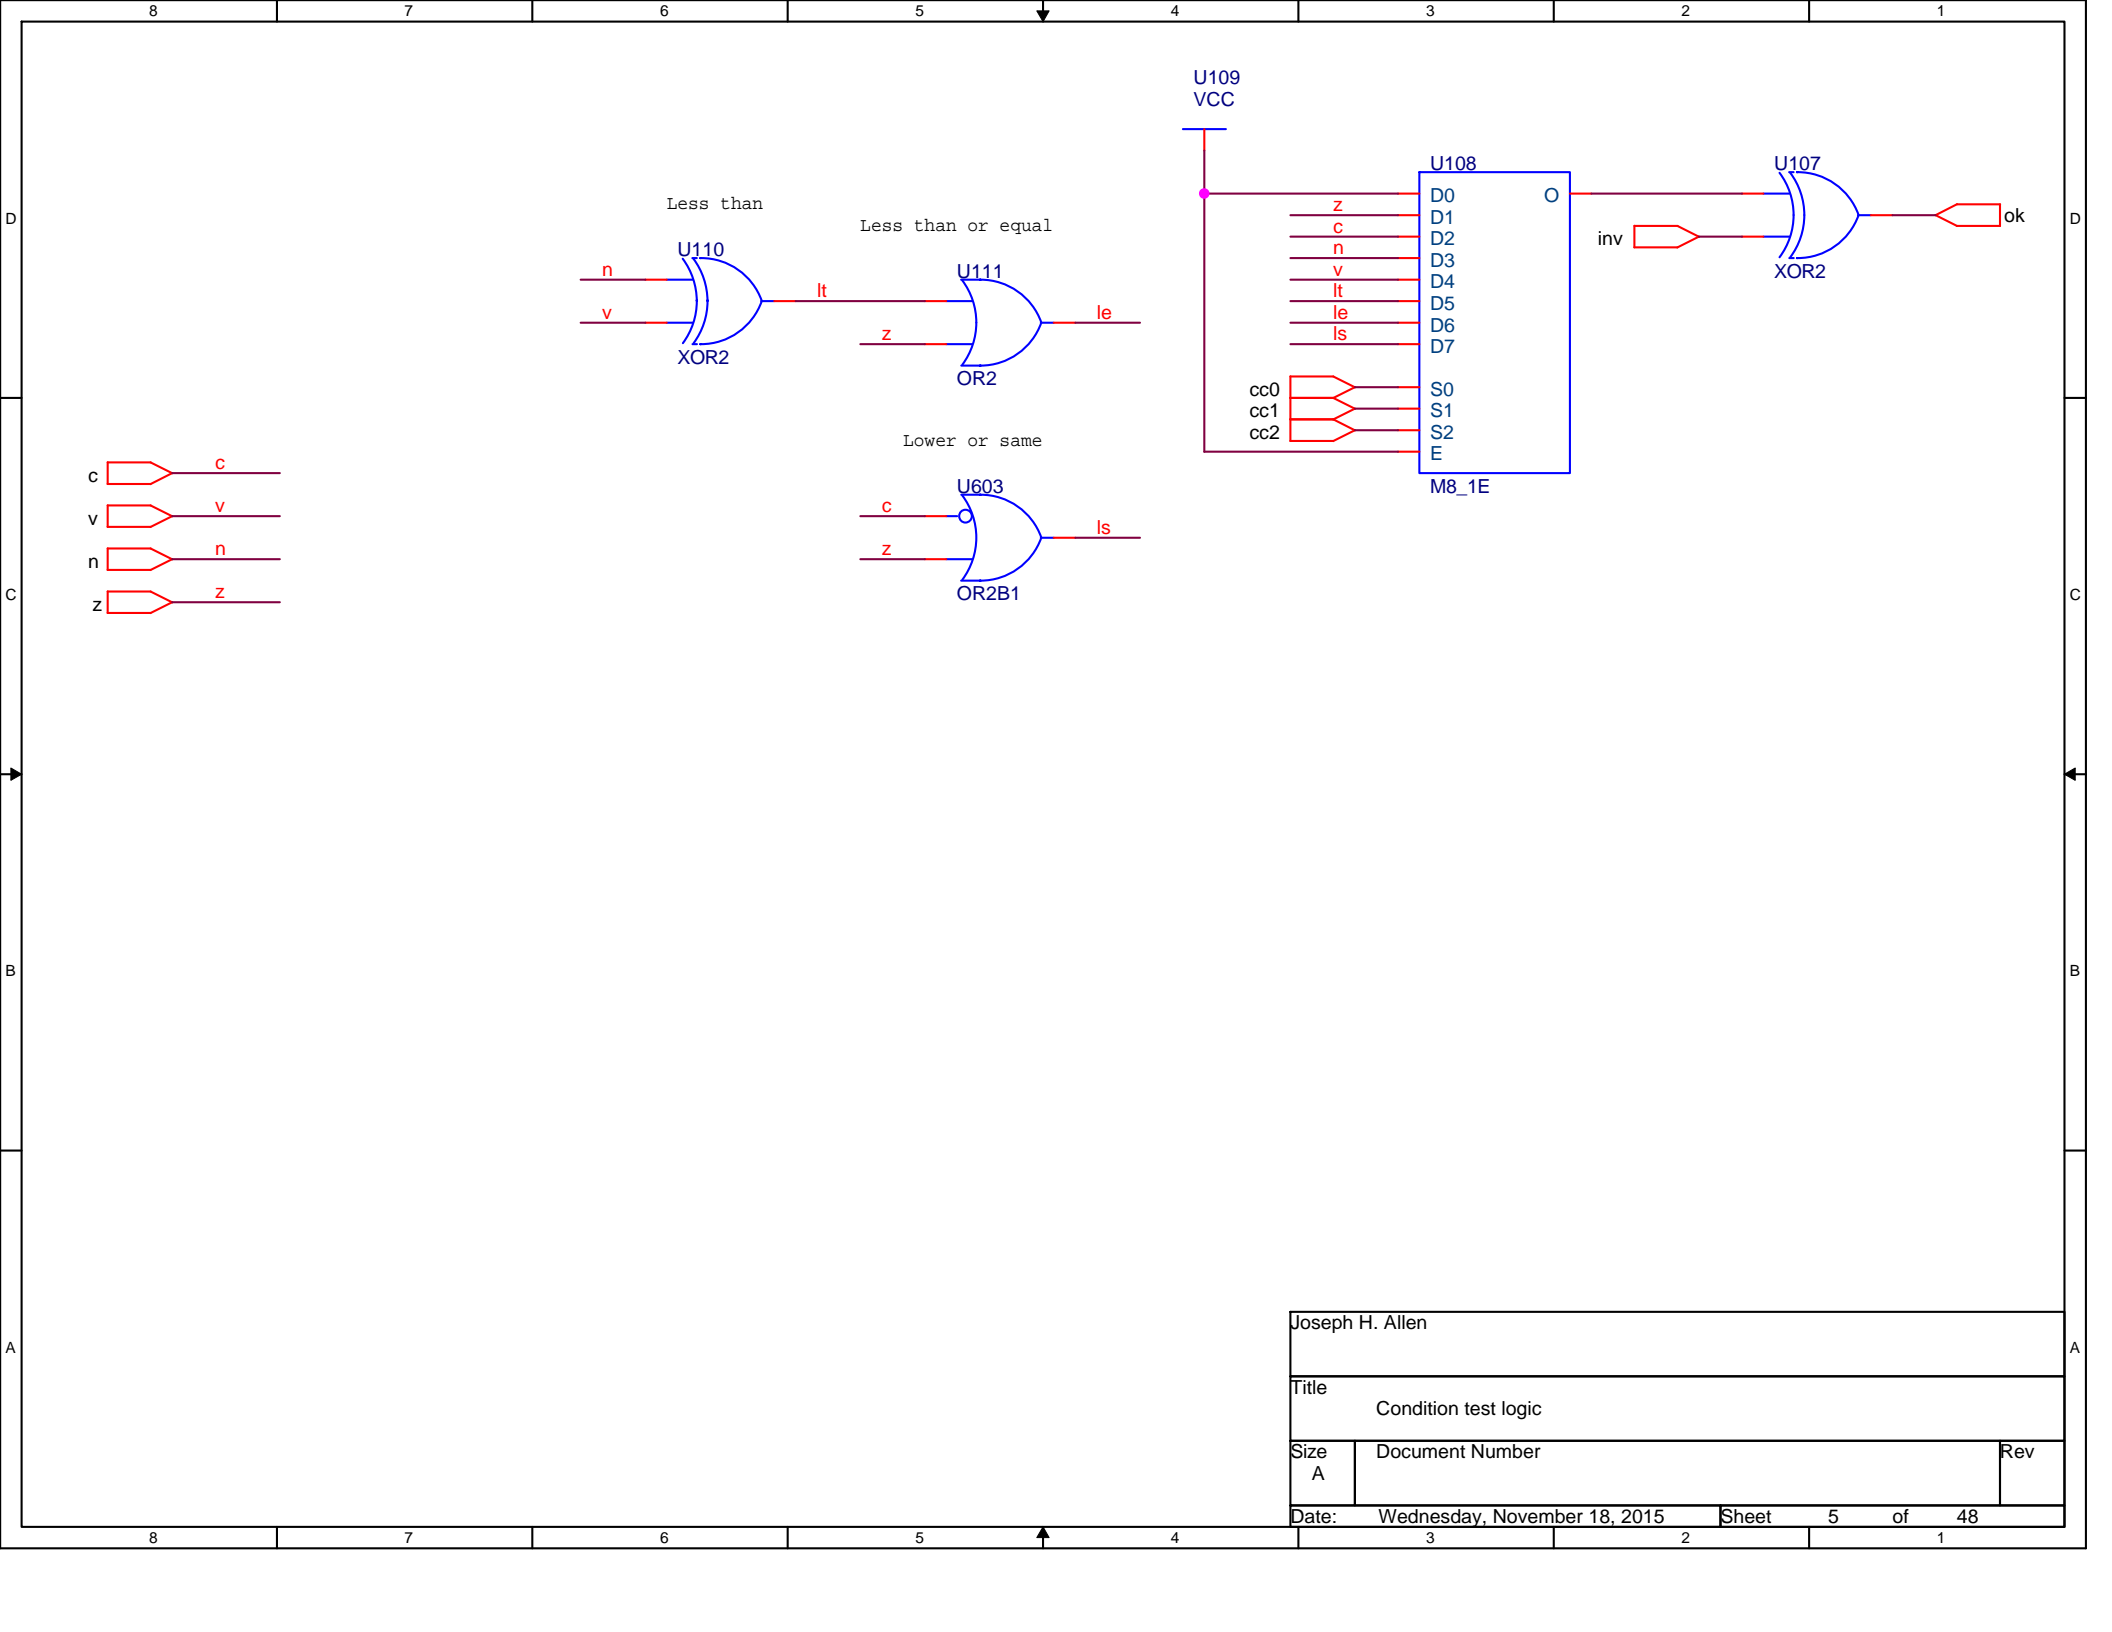 8 7 6 5 4 3 2 1
U109
VCC
U108
U107
D0 O
Less than
z D1
c D2
inv
ok
D D
Less than or equal
n D3
U110
v D4
XOR2
n
U111
lt D5
lt
le D6
le
v
ls D7
z
XOR2
OR2
cc0 S0
cc1 S1
cc2 S2
E
Lower or same
M8_1E
c c
U603
v v
c
ls
n n
z
z z
OR2B1
C C
B B
Joseph H. Allen
A A
Title
Condition test logic
Size Document Number Rev
A
Date: Wednesday, November 18, 2015 Sheet 5 of 48
8 7 6 5 4 3 2 1